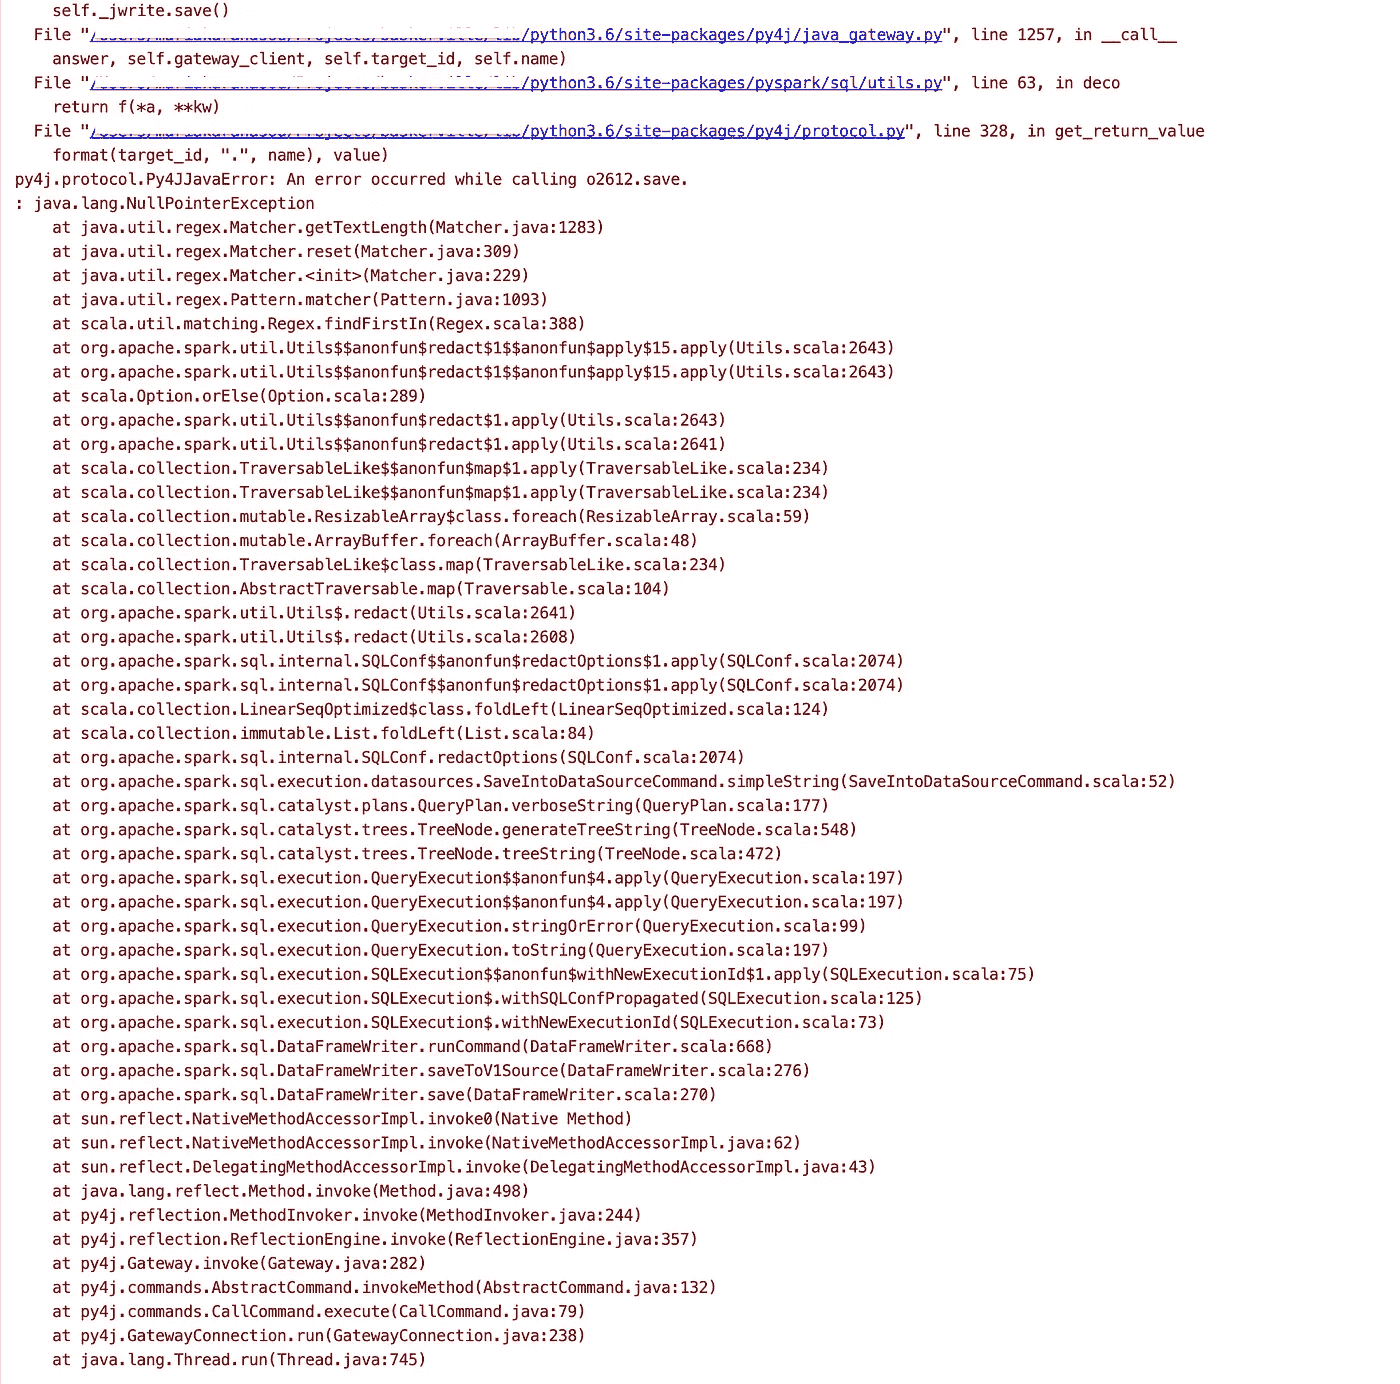 self._jwrite.save()
File "/python3.6/site-packages/py4j/java_gateway.py", line 1257, in __call__
answer, self.gateway_client, self.target_id, self.name)
File "/python3.6/site-packages/pyspark/sql/utils.py", line 63, in deco
return f(*a, **kw)
File "/python3.6/site-packages/py4j/protocol.py", line 328, in get_return_value
format(target_id, ".", name), value)
py4j.protocol.Py4JJavaError: An error occurred while calling o2612.save.
: java.lang.NullPointerException
at java.util.regex.Matcher.getTextLength(Matcher.java:1283)
at java.util.regex.Matcher.reset(Matcher.java:309)
at java.util.regex.Matcher.<init>(Matcher.java:229)
at java.util.regex.Pattern.matcher(Pattern.java:1093)
at scala.util.matching.Regex.findFirstIn(Regex.scala:388)
at org.apache.spark.util.Utils$$anonfun$redact$1$$anonfun$apply$15.apply(Utils.scala:2643)
at org.apache.spark.util.Utils$$anonfun$redact$1$$anonfun$apply$15.apply(Utils.scala:2643)
at scala.Option.orElse(Option.scala:289)
at org.apache.spark.util.Utils$$anonfun$redact$1.apply(Utils.scala:2643)
at org.apache.spark.util.Utils$$anonfun$redact$1.apply(Utils.scala:2641)
at scala.collection.TraversableLike$$anonfun$map$1.apply(TraversableLike.scala:234)
at scala.collection.TraversableLike$$anonfun$map$1.apply(TraversableLike.scala:234)
at scala.collection.mutable.ResizableArray$class.foreach(ResizableArray.scala:59)
at scala.collection.mutable.ArrayBuffer.foreach(ArrayBuffer.scala:48)
at scala.collection.TraversableLike$class.map(TraversableLike.scala:234)
at scala.collection.AbstractTraversable.map(Traversable.scala:104)
at org.apache.spark.util.Utils$.redact(Utils.scala:2641)
at org.apache.spark.util.Utils$.redact(Utils.scala:2608)
at org.apache.spark.sql.internal.SQLConf$$anonfun$redactOptions$1.apply(SQLConf.scala:2074)
at org.apache.spark.sql.internal.SQLConf$$anonfun$redactOptions$1.apply(SQLConf.scala:2074)
at scala.collection.LinearSeqOptimized$class.foldLeft(LinearSeqOptimized.scala:124)
at scala.collection.immutable.List.foldLeft(List.scala:84)
at org.apache.spark.sql.internal.SQLConf.redactOptions(SQLConf.scala:2074)
at org.apache.spark.sql.execution.datasources.SaveIntoDataSourceCommand.simpleString(SaveIntoDataSourceCommand.scala:52)
at org.apache.spark.sql.catalyst.plans.QueryPlan.verboseString(QueryPlan.scala:177)
at org.apache.spark.sql.catalyst.trees.TreeNode.generateTreeString(TreeNode.scala:548)
at org.apache.spark.sql.catalyst.trees.TreeNode.treeString(TreeNode.scala:472)
at org.apache.spark.sql.execution.QueryExecution$$anonfun$4.apply(QueryExecution.scala:197)
at org.apache.spark.sql.execution.QueryExecution$$anonfun$4.apply(QueryExecution.scala:197)
at org.apache.spark.sql.execution.QueryExecution.stringOrError(QueryExecution.scala:99)
at org.apache.spark.sql.execution.QueryExecution.toString(QueryExecution.scala:197)
at org.apache.spark.sql.execution.SQLExecution$$anonfun$withNewExecutionId$1.apply(SQLExecution.scala:75)
at org.apache.spark.sql.execution.SQLExecution$.withSQLConfPropagated(SQLExecution.scala:125)
at org.apache.spark.sql.execution.SQLExecution$.withNewExecutionId(SQLExecution.scala:73)
at org.apache.spark.sql.DataFrameWriter.runCommand(DataFrameWriter.scala:668)
at org.apache.spark.sql.DataFrameWriter.saveToV1Source(DataFrameWriter.scala:276)
at org.apache.spark.sql.DataFrameWriter.save(DataFrameWriter.scala:270)
at sun.reflect.NativeMethodAccessorImpl.invoke0(Native Method)
at sun.reflect.NativeMethodAccessorImpl.invoke(NativeMethodAccessorImpl.java:62)
at sun.reflect.DelegatingMethodAccessorImpl.invoke(DelegatingMethodAccessorImpl.java:43)
at java.lang.reflect.Method.invoke(Method.java:498)
at py4j.reflection.MethodInvoker.invoke(MethodInvoker.java:244)
at py4j.reflection.ReflectionEngine.invoke(ReflectionEngine.java:357)
at py4j.Gateway.invoke(Gateway.java:282)
at py4j.commands.AbstractCommand.invokeMethod(AbstractCommand.java:132)
at py4j.commands.CallCommand.execute(CallCommand.java:79)
at py4j.GatewayConnection.run(GatewayConnection.java:238)
at java.lang.Thread.run(Thread.java:745)